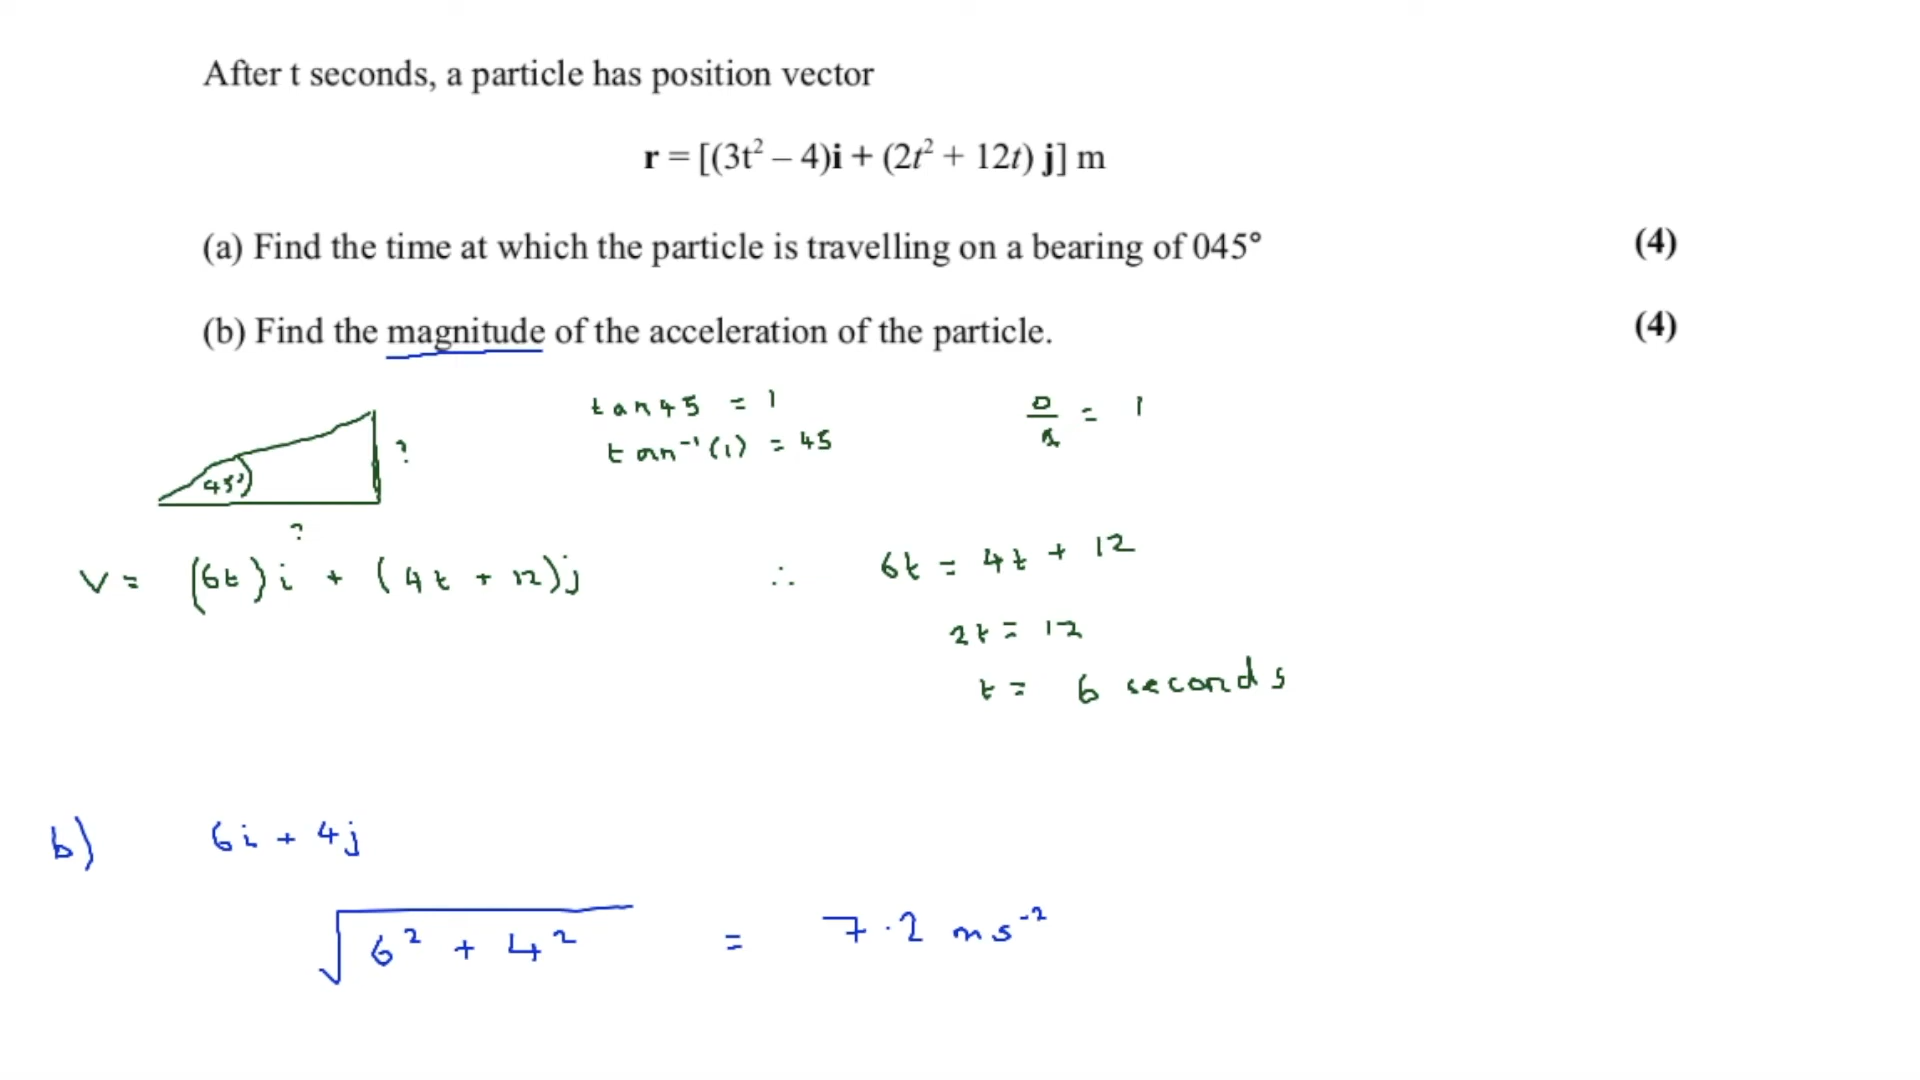 After t seconds, a particle has position vector
r = [(3t² – 4)i + (2t² + 12t) j] m
(a) Find the time at which the particle is travelling on a bearing of 045° (4)
(b) Find the magnitude of the acceleration of the particle. (4)
tan 45 = 1
o/a = 1
tan⁻¹(1) = 45
?
45°
?
v = (6t)i + (4t + 12)j ∴ 6t = 4t + 12
2t = 12
t = 6 seconds
b) 6i + 4j
√(6² + 4²) = 7.2 ms⁻²